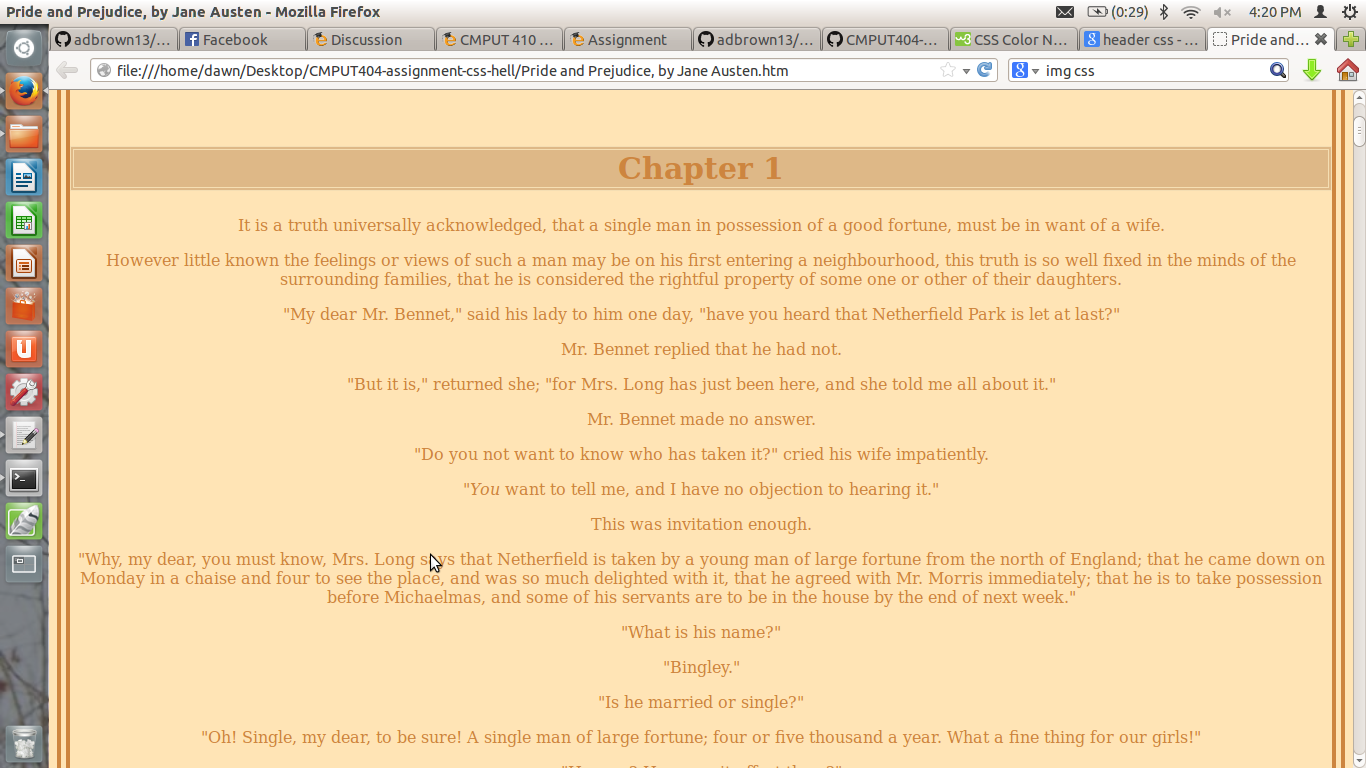 Pride and Prejudice, by Jane Austen - Mozilla Firefox
(0:29) 4:20 PM
adbrown13/... Facebook Discussion CMPUT 410 ... Assignment adbrown13/... CMPUT404-... CSS Color N... header css - ... Pride and...
file:///home/dawn/Desktop/CMPUT404-assignment-css-hell/Pride and Prejudice, by Jane Austen.htm
img css
Chapter 1
It is a truth universally acknowledged, that a single man in possession of a good fortune, must be in want of a wife.
However little known the feelings or views of such a man may be on his first entering a neighbourhood, this truth is so well fixed in the minds of the
surrounding families, that he is considered the rightful property of some one or other of their daughters.
"My dear Mr. Bennet," said his lady to him one day, "have you heard that Netherfield Park is let at last?"
Mr. Bennet replied that he had not.
"But it is," returned she; "for Mrs. Long has just been here, and she told me all about it."
Mr. Bennet made no answer.
"Do you not want to know who has taken it?" cried his wife impatiently.
"You want to tell me, and I have no objection to hearing it."
This was invitation enough.
"Why, my dear, you must know, Mrs. Long says that Netherfield is taken by a young man of large fortune from the north of England; that he came down on
Monday in a chaise and four to see the place, and was so much delighted with it, that he agreed with Mr. Morris immediately; that he is to take possession
before Michaelmas, and some of his servants are to be in the house by the end of next week."
"What is his name?"
"Bingley."
"Is he married or single?"
"Oh! Single, my dear, to be sure! A single man of large fortune; four or five thousand a year. What a fine thing for our girls!"